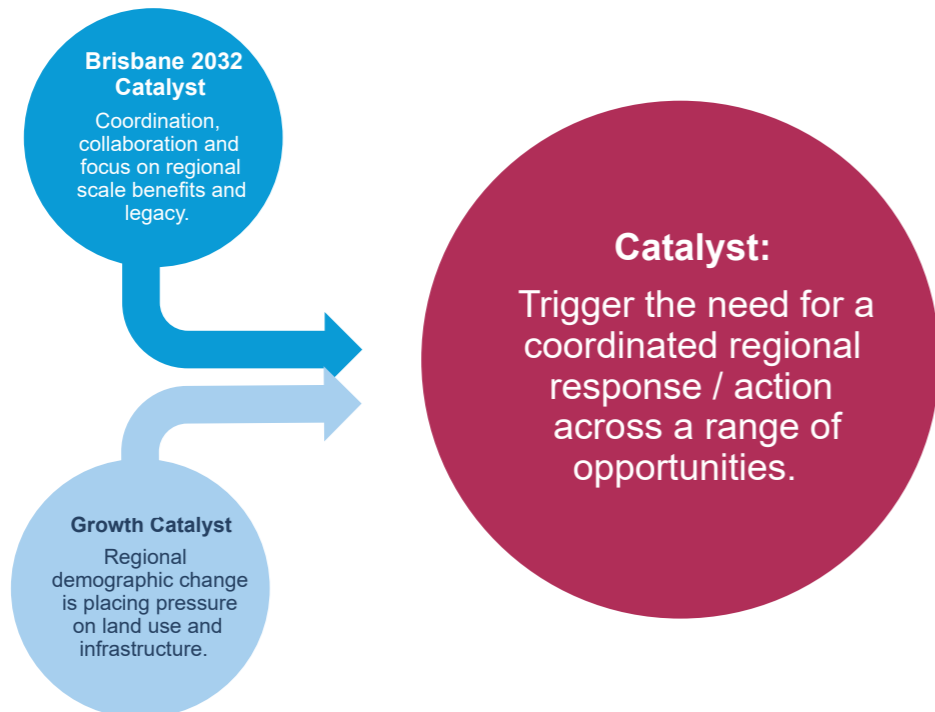 Brisbane 2032
Catalyst
Coordination,
collaboration and
focus on regional
scale benefits and
legacy.
Growth Catalyst
Regional
demographic change
is placing pressure
on land use and
infrastructure.
Catalyst:
Trigger the need for a
coordinated regional
response / action
across a range of
opportunities.